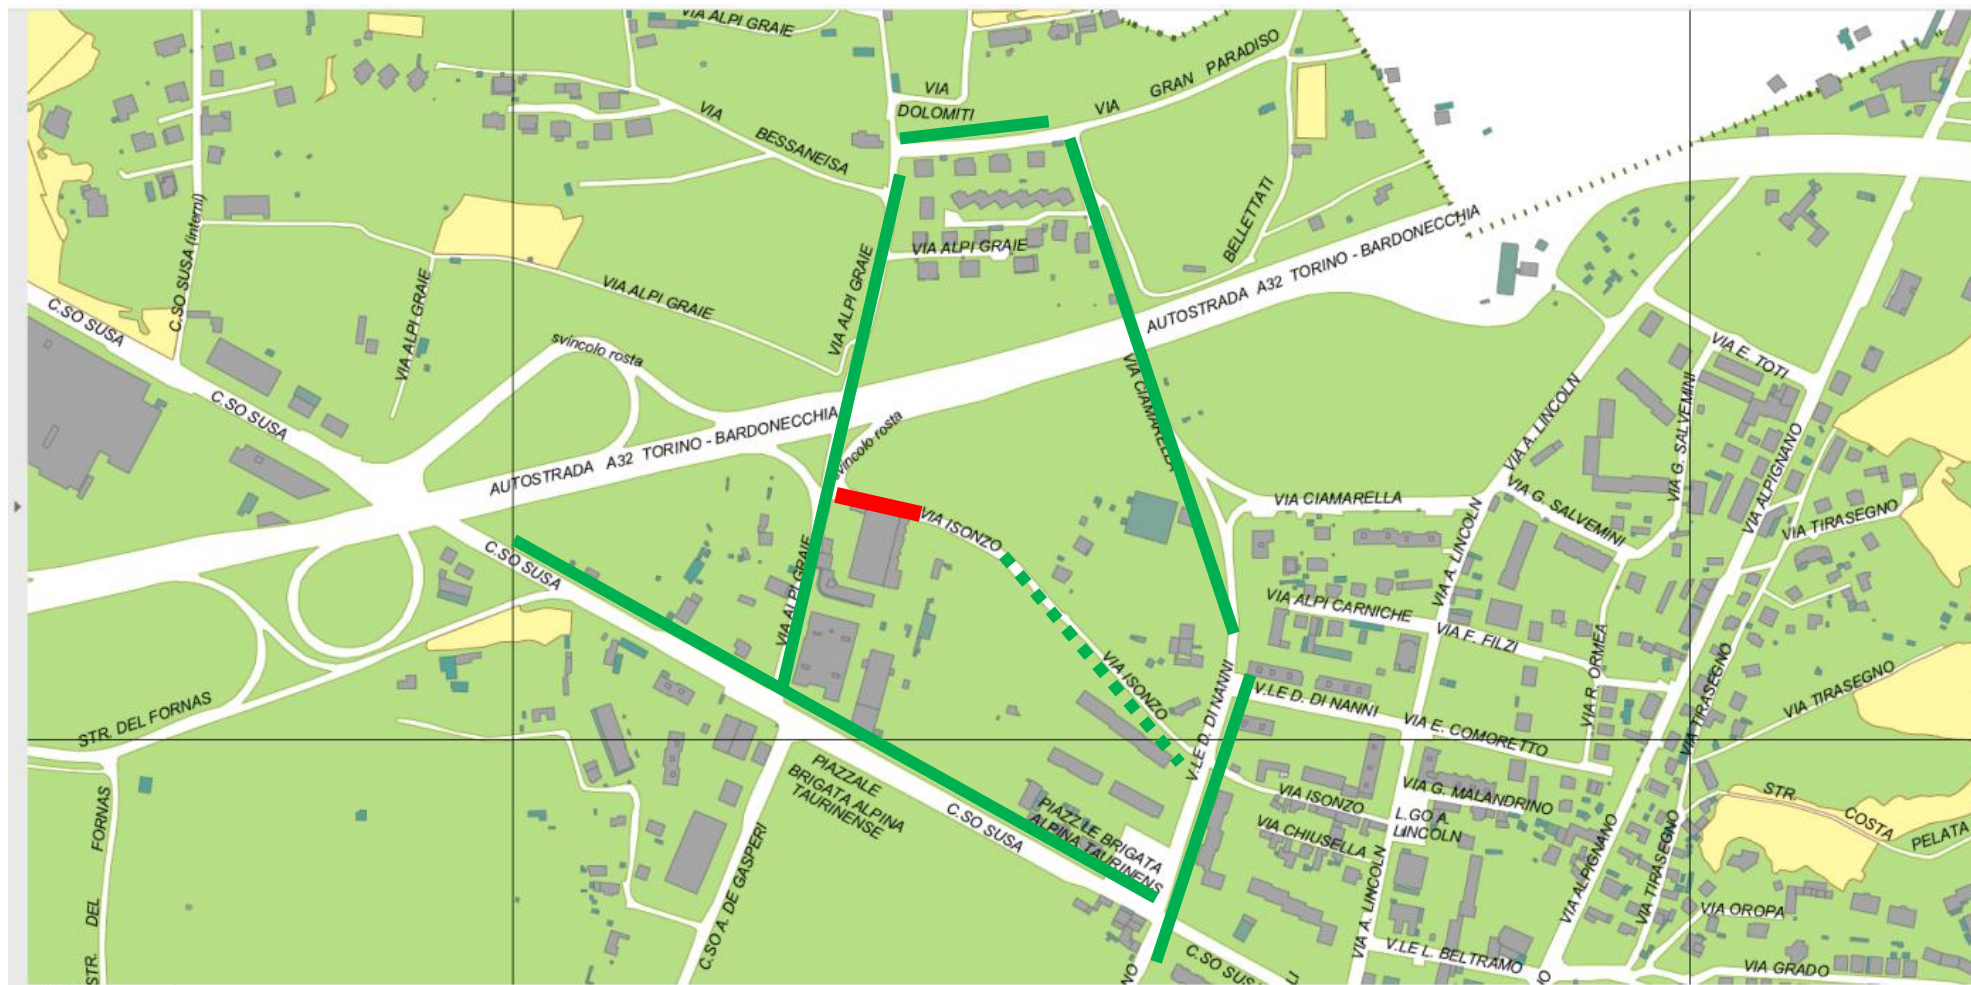 VIA ALPI GRAIE
VIA
DOLOMITI
VIA GRAN PARADISO
VIA BESSANEISA
C.SO SUSA (interni)
VIA ALPI GRAIE
BELLETTATI
VIA ALPI GRAIE
VIA ALPI GRAIE
VIA ALPI GRAIE
C.SO SUSA
svincolo rosta
AUTOSTRADA A32 TORINO - BARDONECCHIA
VIA E. TOTI
VIA CIAMARELLA
VIA A. LINCOLN
VIA G. SALVEMINI
C.SO SUSA
AUTOSTRADA A32 TORINO - BARDONECCHIA
svincolo rosta
VIA ALPIGNANO
VIA CIAMARELLA
VIA G. SALVEMINI
VIA TIRASEGNO
VIA ISONZO
C.SO SUSA
VIA ALPI GRAIE
VIA A. LINCOLN
VIA ALPI CARNICHE
VIA F. FILZI
VIA R. ORMEA
VIA TIRASEGNO
VIA TIRASEGNO
VIA ISONZO
V.LE D. DI NANNI
V.LE D. DI NANNI
VIA E. COMORETTO
STR. DEL FORNAS
PIAZZALE
BRIGATA ALPINA
TAURINENSE
C.SO SUSA
PIAZZ.LE BRIGATA
ALPINA TAURINENS
VIA ISONZO
VIA G. MALANDRINO
L.GO A.
LINCOLN
VIA CHIUSELLA
STR. COSTA
PELATA
STR. DEL FORNAS
C.SO A. DE GASPERI
VIA A. LINCOLN
VIA ALPIGNANO
VIA TIRASEGNO
VIA OROPA
V.LE L. BELTRAMO
VIA GRADO
C.SO SUS
NO
LI
IO